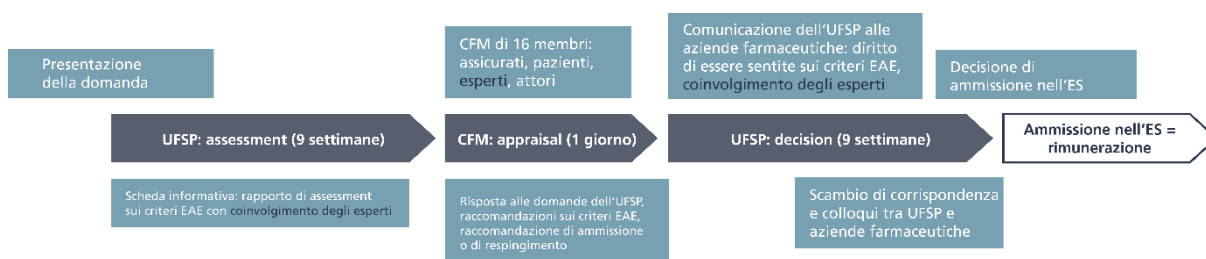 Presentazione
della domanda
CFM di 16 membri:
assicurati, pazienti,
esperti, attori
Comunicazione dell'UFSP alle
aziende farmaceutiche: diritto
di essere sentite sui criteri EAE,
coinvolgimento degli esperti
Decisione di
ammissione nell'ES
UFSP: assessment (9 settimane)
CFM: appraisal (1 giorno)
UFSP: decision (9 settimane)
Ammissione nell'ES =
rimunerazione
Scheda informativa: rapporto di assessment
sui criteri EAE con coinvolgimento degli esperti
Risposta alle domande dell'UFSP,
raccomandazioni sui criteri EAE,
raccomandazione di ammissione
o di respingimento
Scambio di corrispondenza
e colloqui tra UFSP e
aziende farmaceutiche